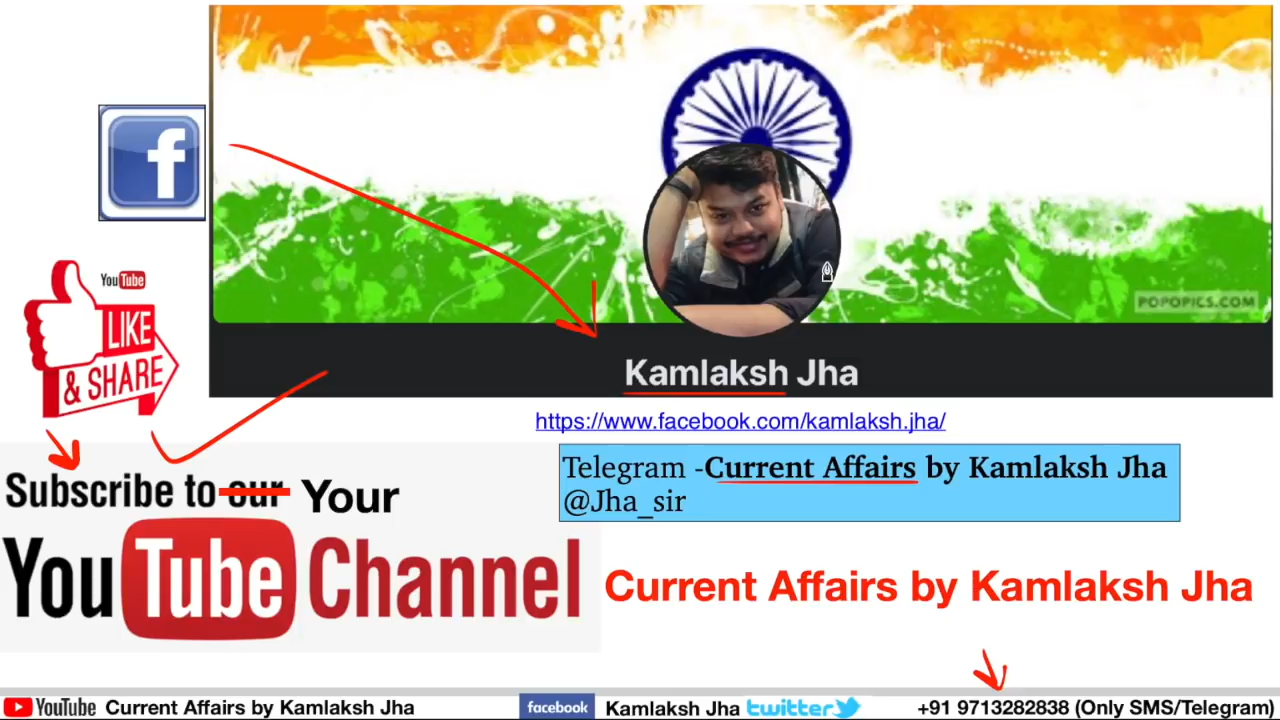 POPOPICS.COM
f
YouTube
LIKE
& SHARE
Kamlaksh Jha
https://www.facebook.com/kamlaksh.jha/
Telegram -Current Affairs by Kamlaksh Jha
@Jha_sir
Subscribe to our Your
YouTube Channel
Current Affairs by Kamlaksh Jha
YouTube Current Affairs by Kamlaksh Jha facebook Kamlaksh Jha twitter +91 9713282838 (Only SMS/Telegram)